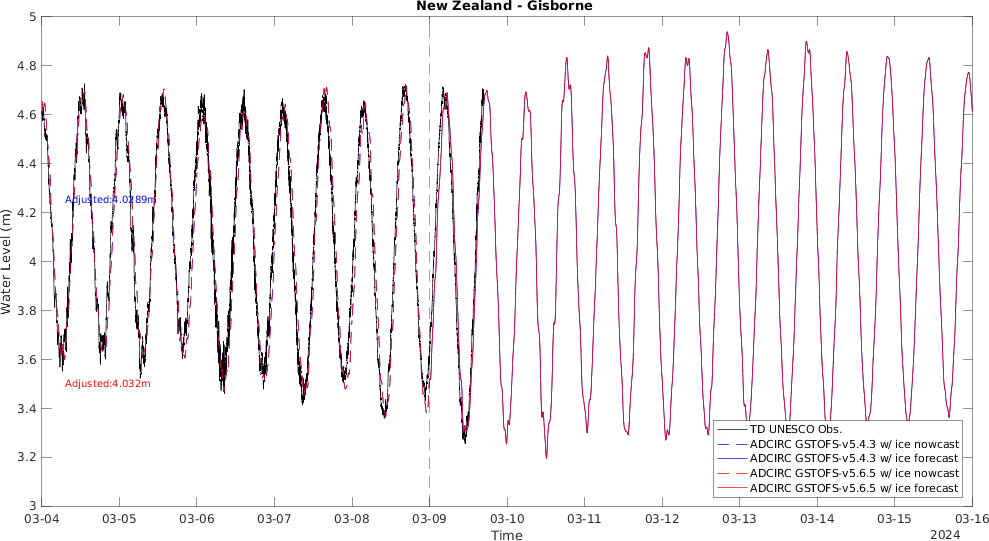 New Zealand - Gisborne
5
4.8
4.6
4.4
4.2
4
3.8
3.6
3.4
3.2
3
Water Level (m)
Adjusted:4.0289m
Adjusted:4.032m
TD UNESCO Obs.
ADCIRC GSTOFS-v5.4.3 w/ ice nowcast
ADCIRC GSTOFS-v5.4.3 w/ ice forecast
ADCIRC GSTOFS-v5.6.5 w/ ice nowcast
ADCIRC GSTOFS-v5.6.5 w/ ice forecast
03-04 03-05 03-06 03-07 03-08 03-09 03-10 03-11 03-12 03-13 03-14 03-15 03-16
Time
2024